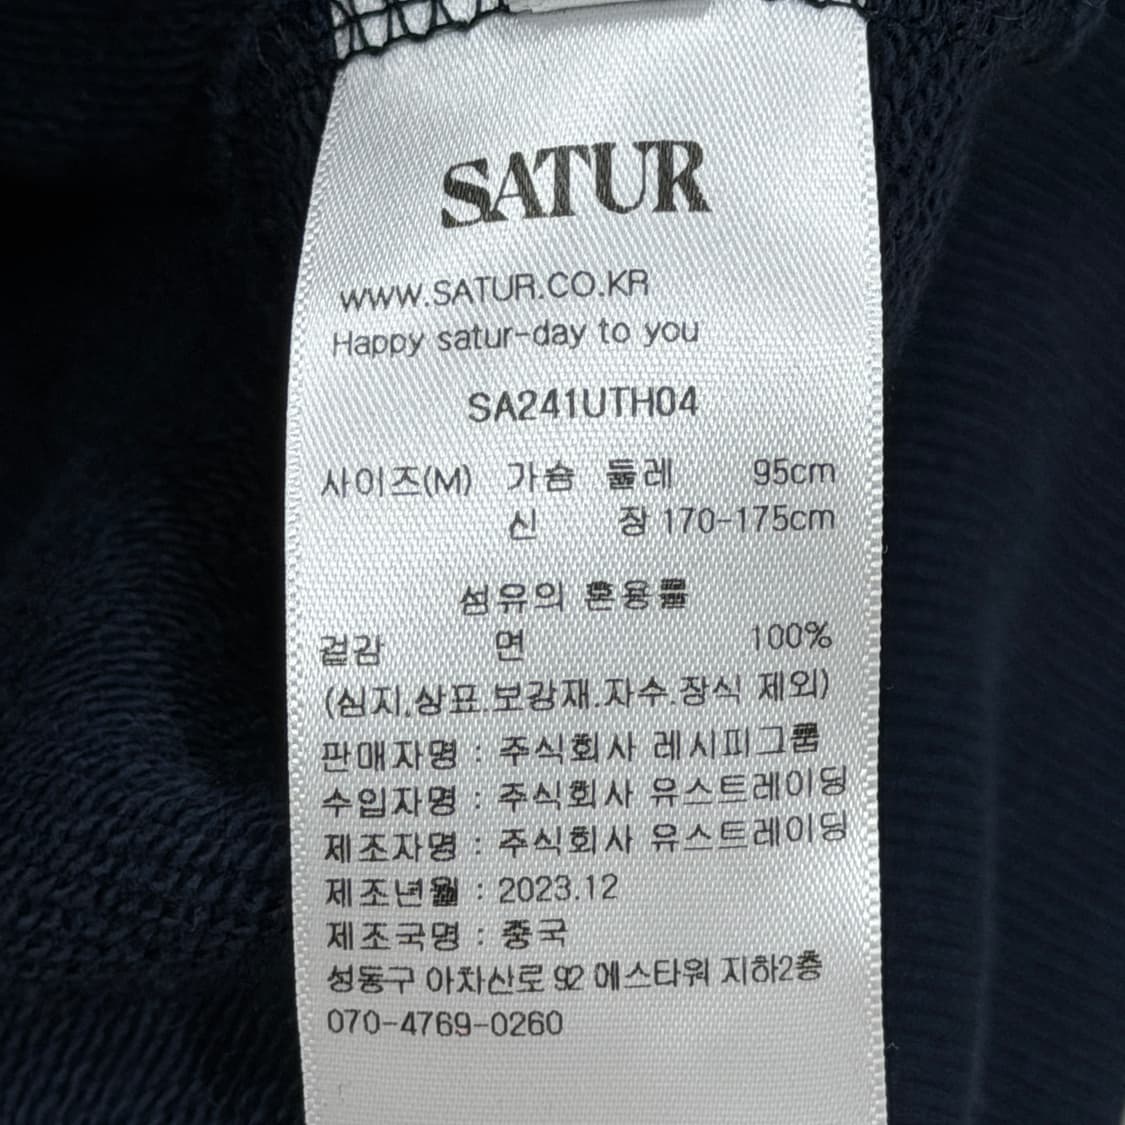 SATUR
WWW.SATUR.CO.KR
Happy satur-day to you
SA241UTH04
사이즈(M) 가슴 둘레 95cm
신 장 170-175cm
섬유의 혼용률
겉감 면 100%
(심지.상표.보강재.자수.장식 제외)
판매자명 : 주식회사 레시피그룹
수입자명 : 주식회사 유스트레이딩
제조자명 : 주식회사 유스트레이딩
제조년월 : 2023.12
제조국명 : 중국
성동구 아차산로 92 에스타워 지하2층
070-4769-0260